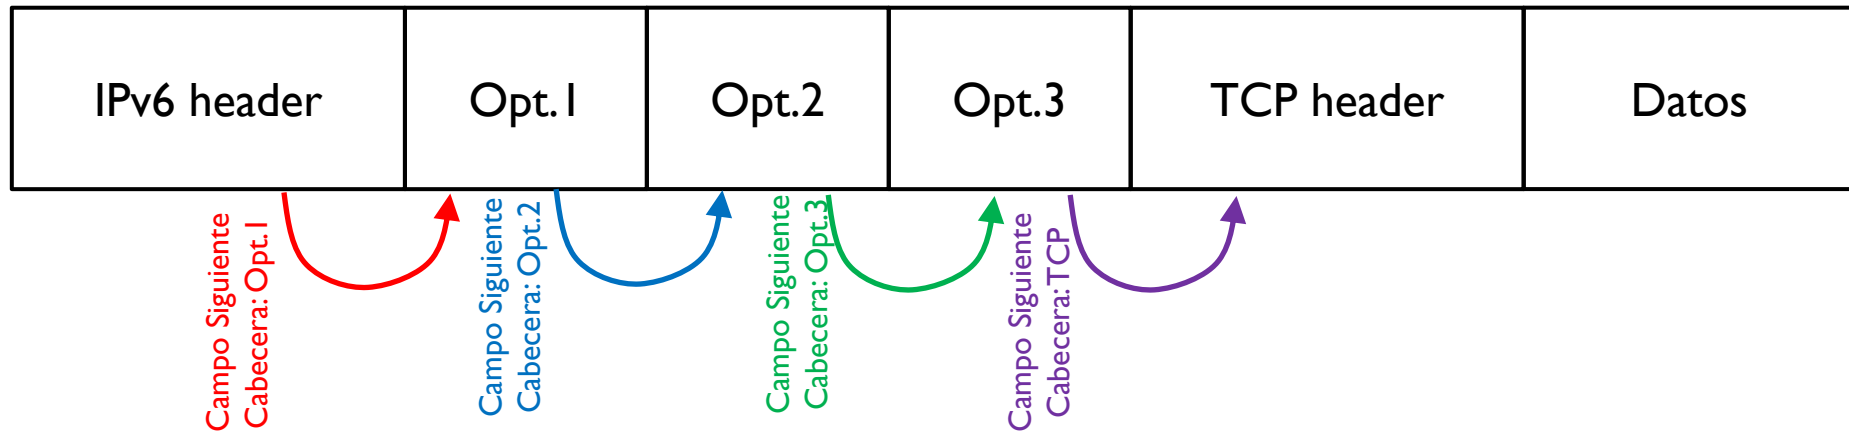 IPv6 header
Opt.1
Opt.2
Opt.3
TCP header
Datos
Campo Siguiente
Cabecera: Opt.1
Campo Siguiente
Cabecera: Opt.2
Campo Siguiente
Cabecera: Opt.3
Campo Siguiente
Cabecera: TCP